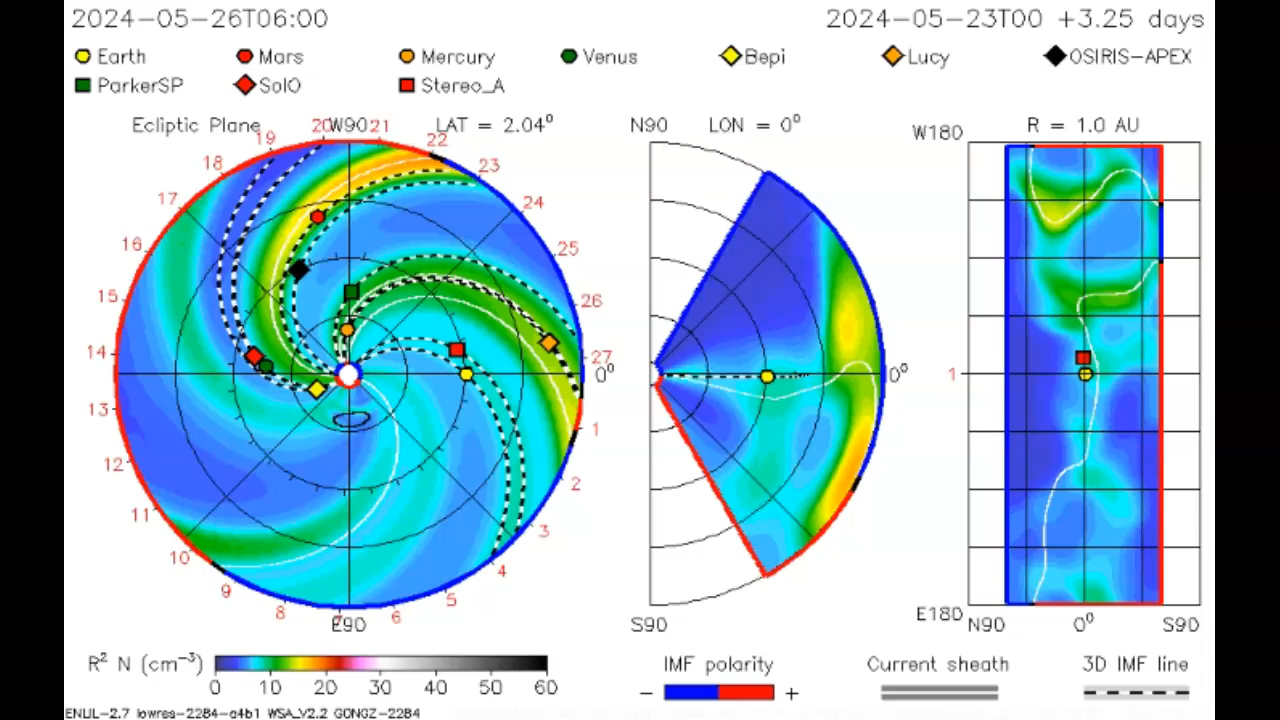 2024-05-26T06:00 2024-05-23T00 +3.25 days
Earth Mars Mercury Venus Bepi Lucy OSIRIS-APEX
ParkerSP SolO Stereo_A
Ecliptic Plane W90 LAT = 2.04° N90 LON = 0° W180 R = 1.0 AU
19 20 21 22
18 23
17 24
16 25
15 26
14 27 0° 0° 1
13 1
12 2
11 3
10 4
9 5
8 6
7
E90 S90 E180 N90 0° S90
R² N (cm⁻³) IMF polarity Current sheath 3D IMF line
0 10 20 30 40 50 60 - +
ENLIL-2.7 lowres-2284-a4b1 WSA_V2.2 GONGZ-2284